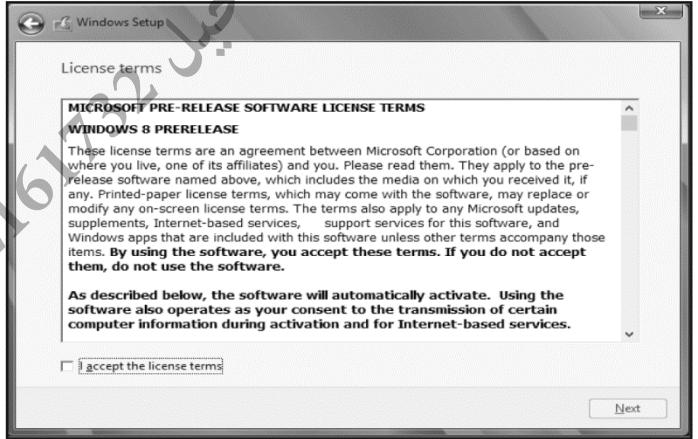 Windows Setup
License terms
MICROSOFT PRE-RELEASE SOFTWARE LICENSE TERMS
WINDOWS 8 PRERELEASE
These license terms are an agreement between Microsoft Corporation (or based on
where you live, one of its affiliates) and you. Please read them. They apply to the pre-
release software named above, which includes the media on which you received it, if
any. Printed-paper license terms, which may come with the software, may replace or
modify any on-screen license terms. The terms also apply to any Microsoft updates,
supplements, Internet-based services, support services for this software, and
Windows apps that are included with this software unless other terms accompany those
items. By using the software, you accept these terms. If you do not accept
them, do not use the software.
As described below, the software will automatically activate. Using the
software also operates as your consent to the transmission of certain
computer information during activation and for Internet-based services.
I accept the license terms
Next